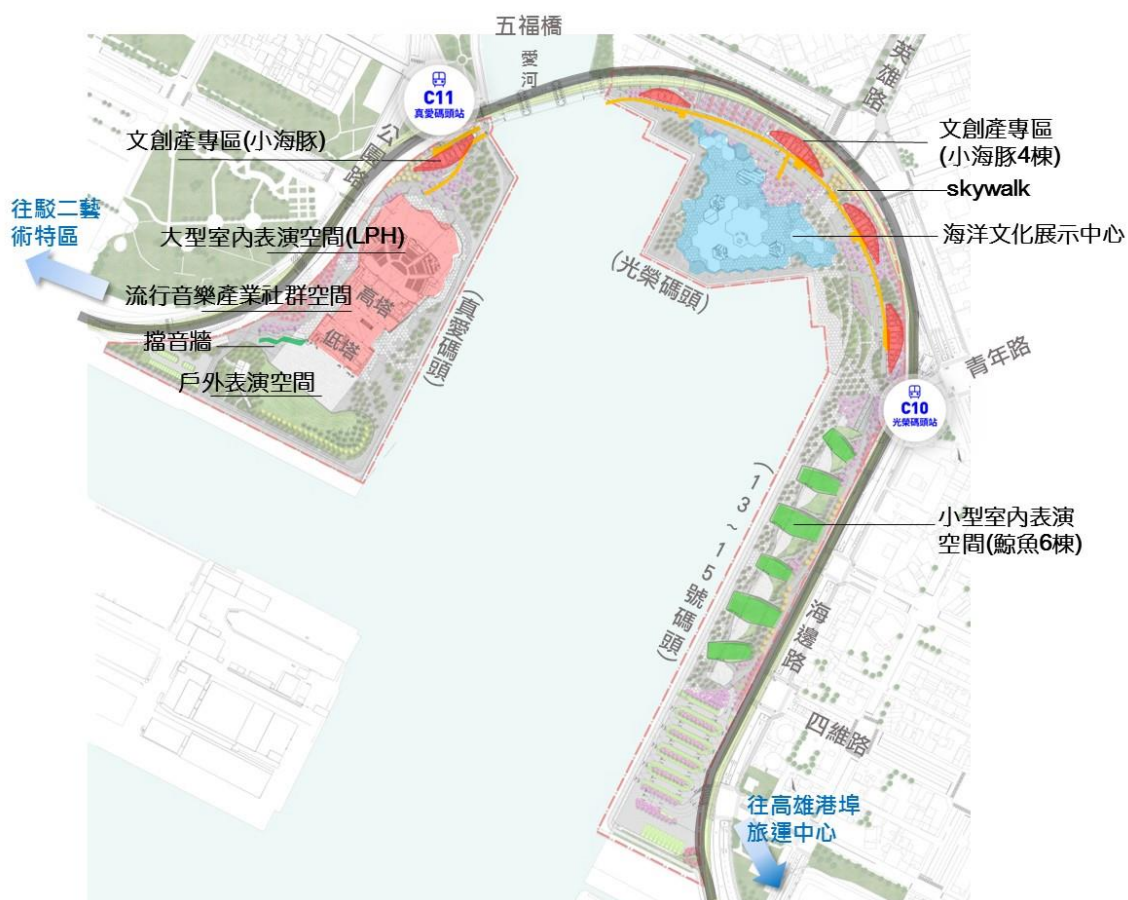 五福橋
愛河
英雄路
C11
真愛碼頭站
公園路
文創產專區(小海豚)
文創產專區
(小海豚4棟)
skywalk
往駁二藝
術特區
大型室內表演空間(LPH)
海洋文化展示中心
(光榮碼頭)
流行音樂產業社群空間
高塔
(真愛碼頭)
擋音牆
低塔
戶外表演空間
青年路
C10
光榮碼頭站
(13~15號碼頭)
小型室內表演
空間(鯨魚6棟)
海邊路
四維路
往高雄港埠
旅運中心